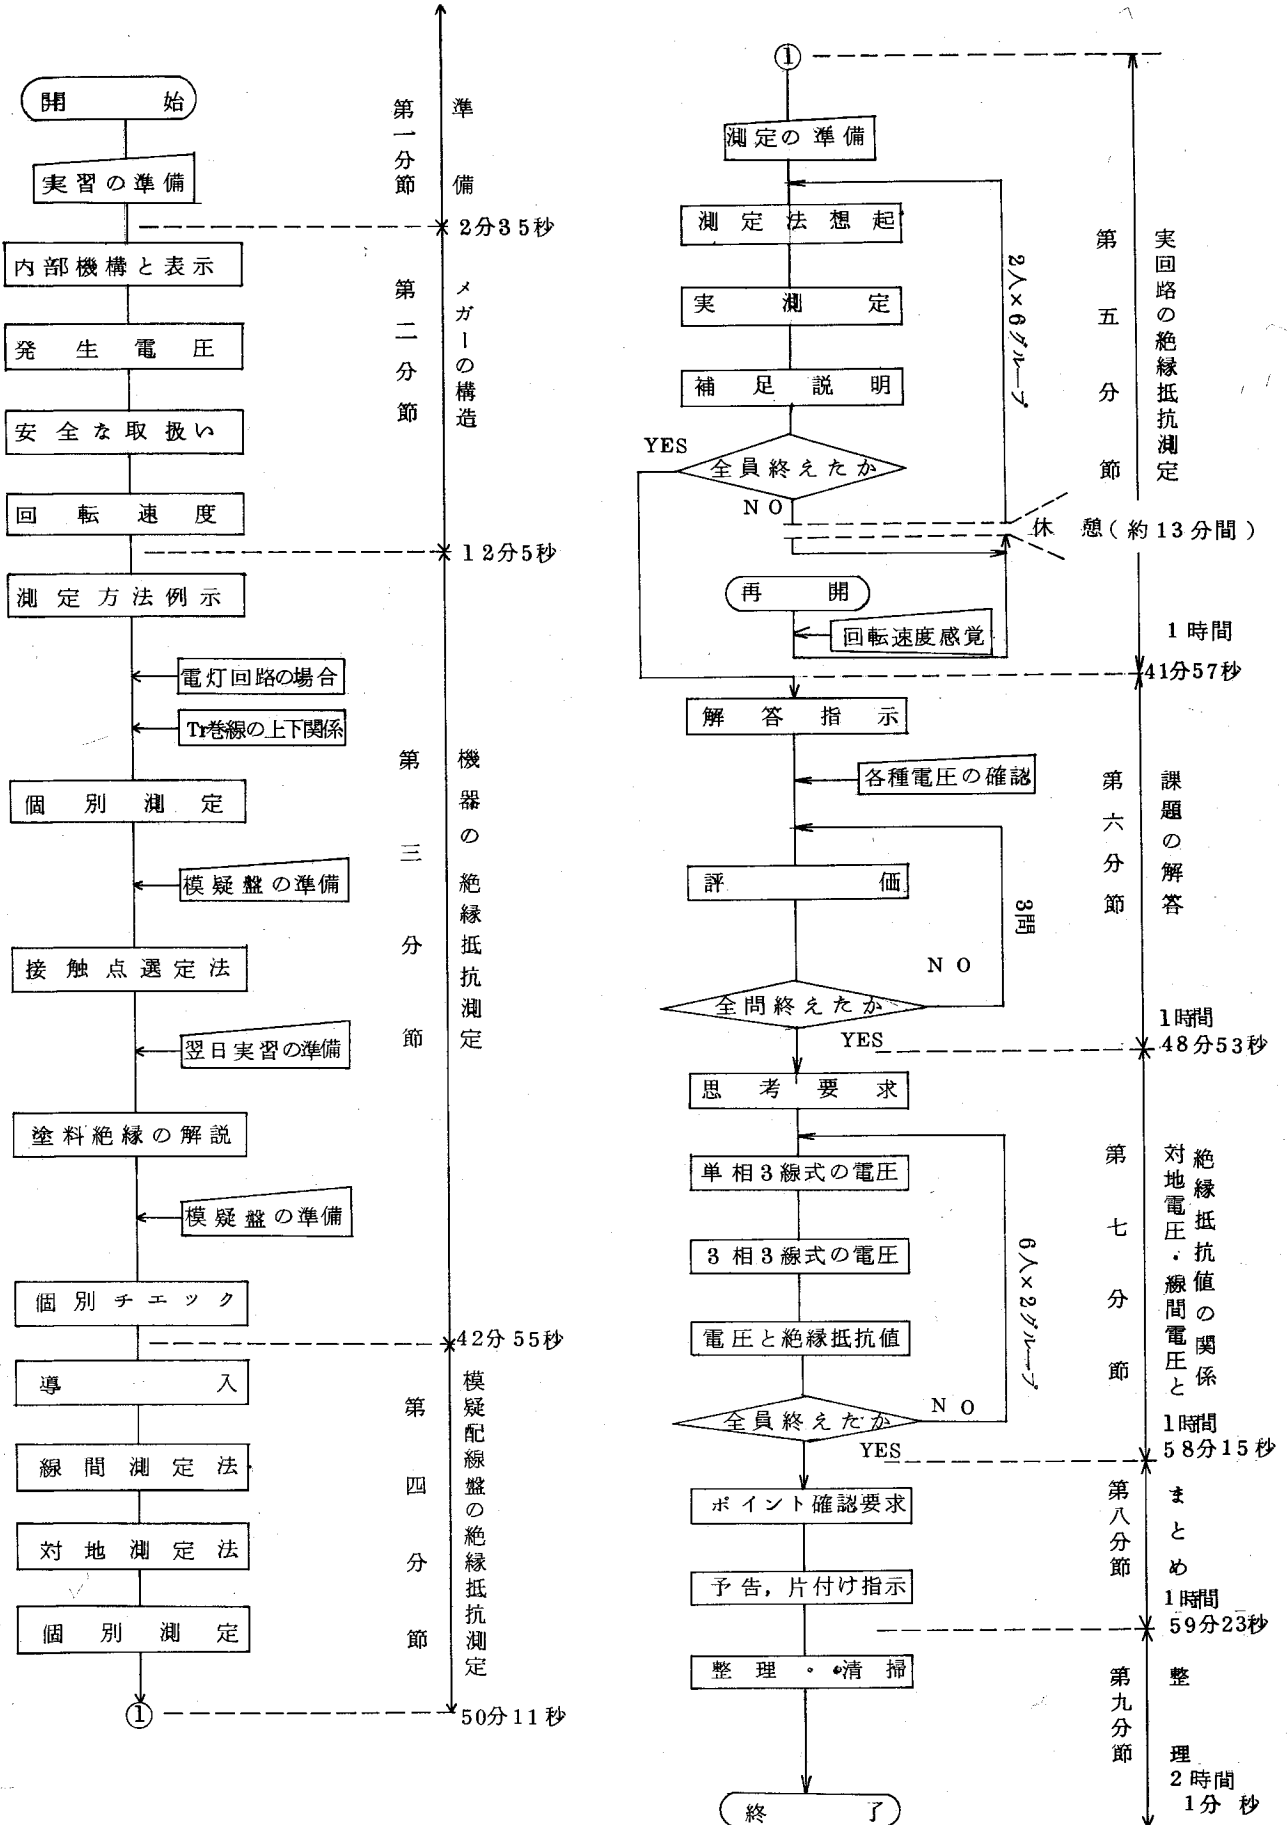 開始
実習の準備
第一分節
準備
2分35秒
内部機構と表示
発生電圧
安全な取扱い
回転速度
第二分節
メガーの構造
12分5秒
測定方法例示
電灯回路の場合
Tr巻線の上下関係
個別測定
模疑盤の準備
接触点選定法
翌日実習の準備
塗料絶縁の解説
模疑盤の準備
個別チエック
第三分節
機器の絶縁抵抗測定
42分55秒
導入
線間測定法
対地測定法
個別測定
第四分節
模疑配線盤の絶縁抵抗測定
①
50分11秒
①
測定の準備
測定法想起
実測定
補足説明
2人×6グループ
YES
全員終えたか
NO
休憩(約13分間)
再開
回転速度感覚
第五分節
実回路の絶縁抵抗測定
1時間
41分57秒
解答指示
各種電圧の確認
評価
3問
NO
全問終えたか
YES
第六分節
課題の解答
1時間
48分53秒
思考要求
単相3線式の電圧
3相3線式の電圧
電圧と絶縁抵抗値
6人×2グループ
全員終えたか
NO
YES
第七分節
対地電圧・線間電圧と
絶縁抵抗値の関係
1時間
58分15秒
ポイント確認要求
予告,片付け指示
第八分節
まとめ
1時間
59分23秒
整理・清掃
第九分節
整理
2時間
1分 秒
終了